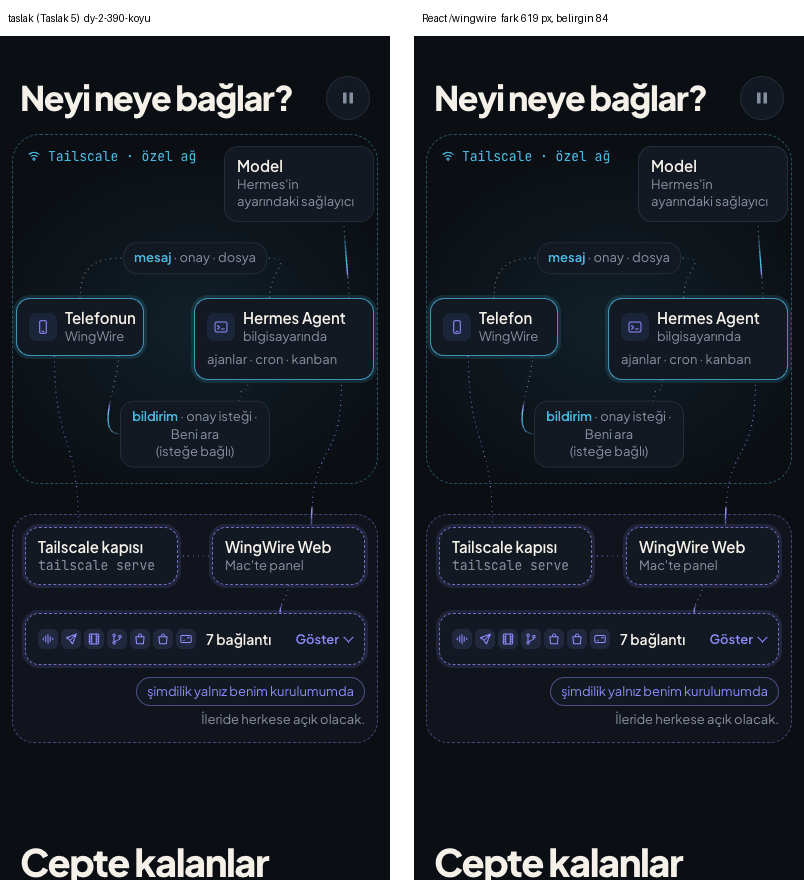 taslak (Taslak 5) dy-2-390-koyu
Neyi neye bağlar?
Tailscale · özel ağ
Model
Hermes'in
ayarındaki sağlayıcı
mesaj · onay · dosya
Telefonun
WingWire
Hermes Agent
bilgisayarında
ajanlar · cron · kanban
bildirim · onay isteği ·
Beni ara
(isteğe bağlı)
Tailscale kapısı
tailscale serve
WingWire Web
Mac'te panel
7 bağlantı
Göster
şimdilik yalnız benim kurulumumda
İleride herkese açık olacak.
Cepte kalanlar
React /wingwire fark 619 px, belirgin 84
Neyi neye bağlar?
Tailscale · özel ağ
Model
Hermes'in
ayarındaki sağlayıcı
mesaj · onay · dosya
Telefon
WingWire
Hermes Agent
bilgisayarında
ajanlar · cron · kanban
bildirim · onay isteği ·
Beni ara
(isteğe bağlı)
Tailscale kapısı
tailscale serve
WingWire Web
Mac'te panel
7 bağlantı
Göster
şimdilik yalnız benim kurulumumda
İleride herkese açık olacak.
Cepte kalanlar